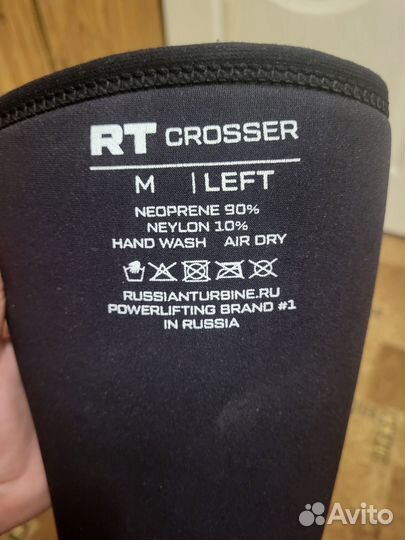 RT CROSSER
M | LEFT
NEOPRENE 90%
NEYLON 10%
HAND WASH AIR DRY
RUSSIANTURBINE.RU
POWERLIFTING BRAND #1
IN RUSSIA
Avito